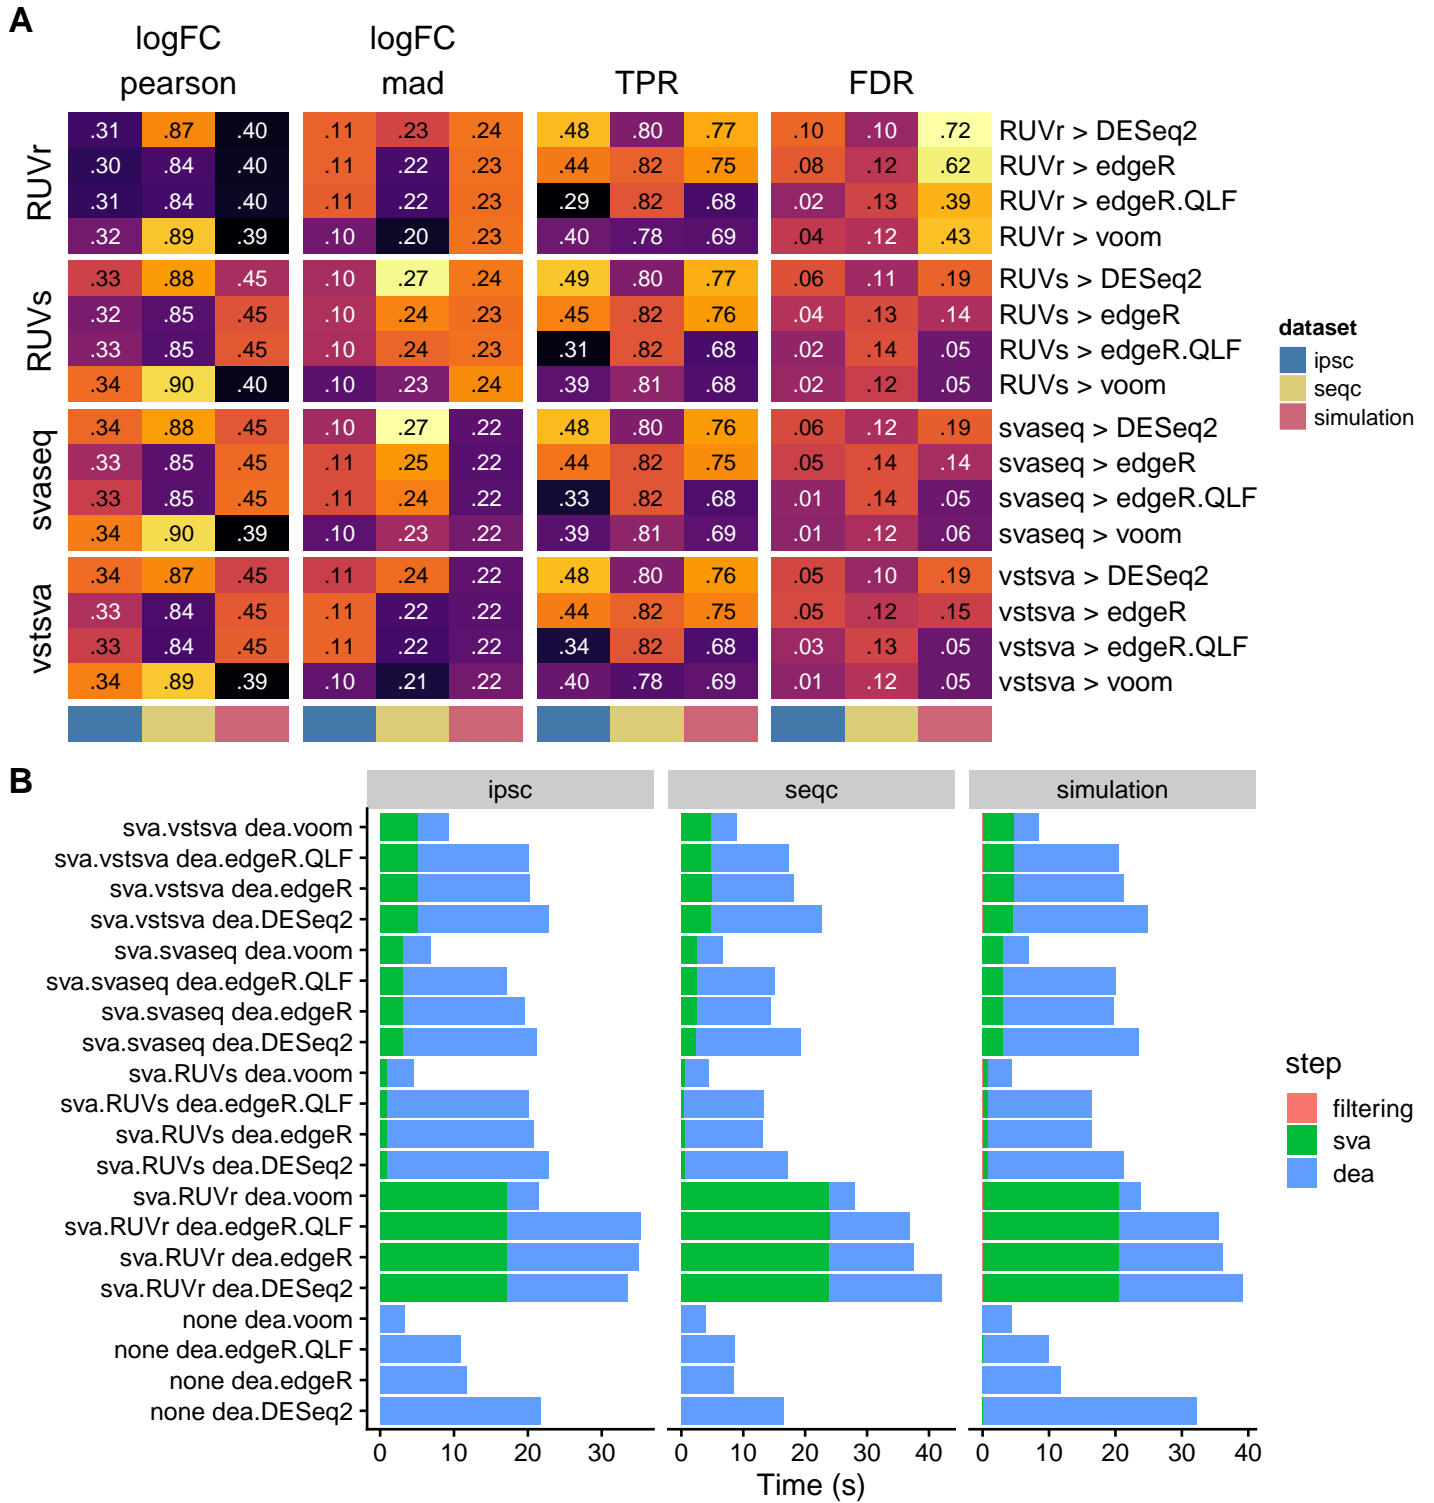 A
logFC
pearson
logFC
mad
TPR
FDR
RUVr
.31 .87 .40 .11 .23 .24 .48 .80 .77 .10 .10 .72 RUVr > DESeq2
.30 .84 .40 .11 .22 .23 .44 .82 .75 .08 .12 .62 RUVr > edgeR
.31 .84 .40 .11 .22 .23 .29 .82 .68 .02 .13 .39 RUVr > edgeR.QLF
.32 .89 .39 .10 .20 .23 .40 .78 .69 .04 .12 .43 RUVr > voom
RUVs
.33 .88 .45 .10 .27 .24 .49 .80 .77 .06 .11 .19 RUVs > DESeq2
.32 .85 .45 .10 .24 .23 .45 .82 .76 .04 .13 .14 RUVs > edgeR
.33 .85 .45 .10 .24 .23 .31 .82 .68 .02 .14 .05 RUVs > edgeR.QLF
.34 .90 .40 .10 .23 .24 .39 .81 .68 .02 .12 .05 RUVs > voom
svaseq
.34 .88 .45 .10 .27 .22 .48 .80 .76 .06 .12 .19 svaseq > DESeq2
.33 .85 .45 .11 .25 .22 .44 .82 .75 .05 .14 .14 svaseq > edgeR
.33 .85 .45 .11 .24 .22 .33 .82 .68 .01 .14 .05 svaseq > edgeR.QLF
.34 .90 .39 .10 .23 .22 .39 .81 .69 .01 .12 .06 svaseq > voom
vstsva
.34 .87 .45 .11 .24 .22 .48 .80 .76 .05 .10 .19 vstsva > DESeq2
.33 .84 .45 .11 .22 .22 .44 .82 .75 .05 .12 .15 vstsva > edgeR
.33 .84 .45 .11 .22 .22 .34 .82 .68 .03 .13 .05 vstsva > edgeR.QLF
.34 .89 .39 .10 .21 .22 .40 .78 .69 .01 .12 .05 vstsva > voom
dataset
ipsc
seqc
simulation
B
ipsc seqc simulation
sva.vstsva dea.voom
sva.vstsva dea.edgeR.QLF
sva.vstsva dea.edgeR
sva.vstsva dea.DESeq2
sva.svaseq dea.voom
sva.svaseq dea.edgeR.QLF
sva.svaseq dea.edgeR
sva.svaseq dea.DESeq2
sva.RUVs dea.voom
sva.RUVs dea.edgeR.QLF
sva.RUVs dea.edgeR
sva.RUVs dea.DESeq2
sva.RUVr dea.voom
sva.RUVr dea.edgeR.QLF
sva.RUVr dea.edgeR
sva.RUVr dea.DESeq2
none dea.voom
none dea.edgeR.QLF
none dea.edgeR
none dea.DESeq2
0 10 20 30 0 10 20 30 40 0 10 20 30 40
Time (s)
step
filtering
sva
dea